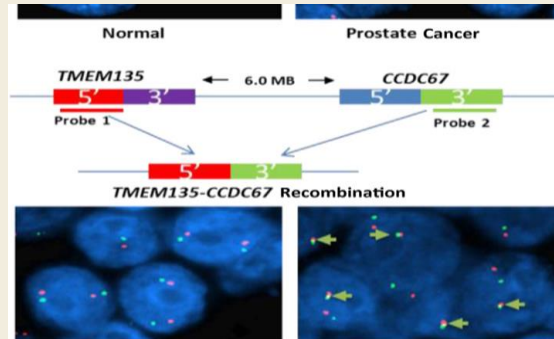 Normal
Prostate Cancer
TMEM135
6.0 MB
CCDC67
5' 3'
5' 3'
Probe 1
Probe 2
5' 3'
TMEM135-CCDC67 Recombination